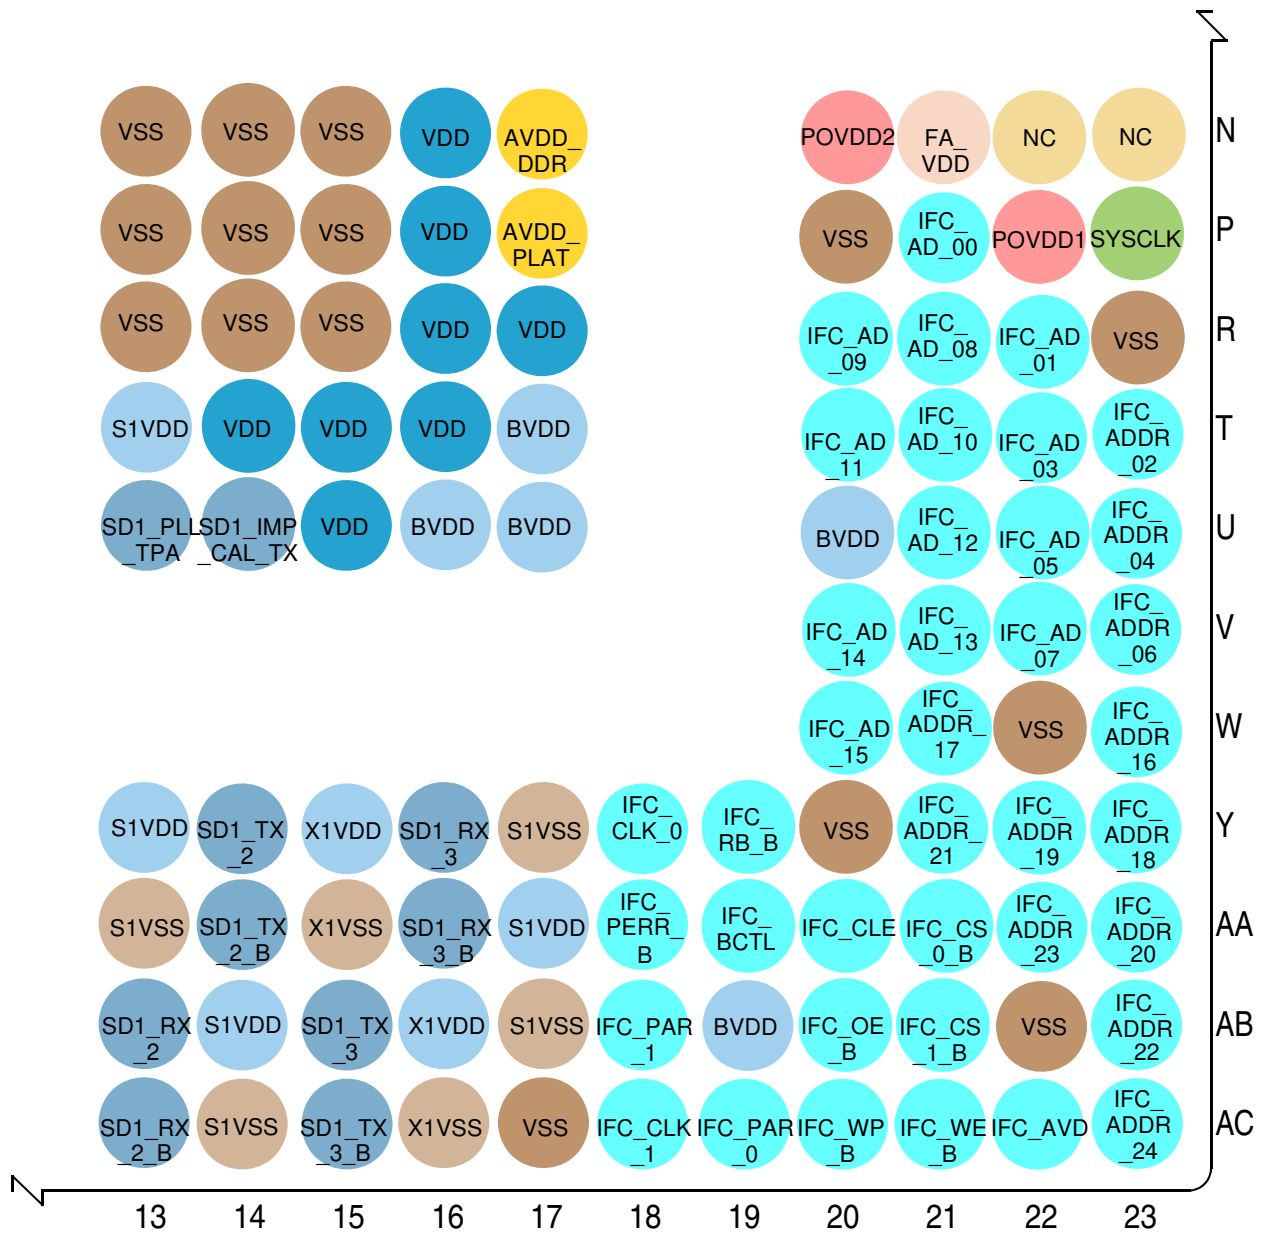 VSS VSS VSS VDD AVDD_ POVDD2 FA_ NC NC N
DDR VDD
VSS VSS VSS VDD AVDD_ VSS IFC_ POVDD1 SYSCLK P
PLAT AD_00
VSS VSS VSS VDD VDD IFC_AD IFC_ IFC_AD VSS R
_09 AD_08 _01
S1VDD VDD VDD VDD BVDD IFC_AD IFC_ IFC_AD IFC_ T
_11 AD_10 _03 ADDR
_02
SD1_PLL SD1_IMP VDD BVDD BVDD BVDD IFC_ IFC_AD IFC_ U
_TPA _CAL_TX AD_12 _05 ADDR
_04
IFC_AD IFC_ IFC_AD IFC_ V
_14 AD_13 _07 ADDR
_06
IFC_AD IFC_ VSS IFC_ W
_15 ADDR_ ADDR
17 _16
S1VDD SD1_TX X1VDD SD1_RX S1VSS IFC_ IFC_ VSS IFC_ IFC_ IFC_ Y
_2 _3 CLK_0 RB_B ADDR_ ADDR ADDR
21 _19 _18
S1VSS SD1_TX X1VSS SD1_RX S1VDD IFC_ IFC_ IFC_CLE IFC_CS IFC_ IFC_ AA
_2_B _3_B PERR_ BCTL _0_B ADDR ADDR
B _23 _20
SD1_RX S1VDD SD1_TX X1VDD S1VSS IFC_PAR BVDD IFC_OE IFC_CS VSS IFC_ AB
_2 _3 _1 _B _1_B ADDR
_22
SD1_RX S1VSS SD1_TX X1VSS VSS IFC_CLK IFC_PAR IFC_WP IFC_WE IFC_AVD IFC_ AC
_2_B _3_B _1 _0 _B _B ADDR
_24
13 14 15 16 17 18 19 20 21 22 23